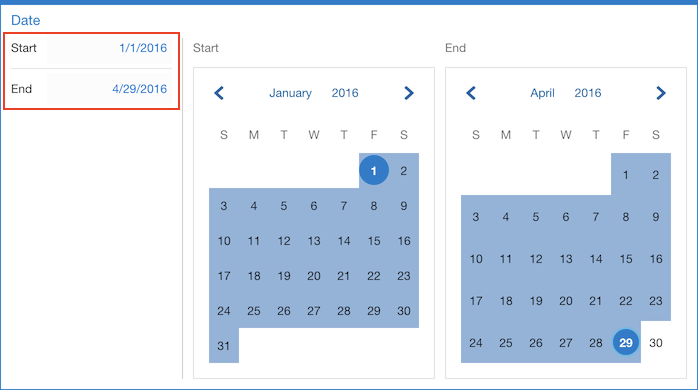 Date
Start 1/1/2016
End 4/29/2016
Start
January 2016
S M T W T F S
1 2
3 4 5 6 7 8 9
10 11 12 13 14 15 16
17 18 19 20 21 22 23
24 25 26 27 28 29 30
31
End
April 2016
S M T W T F S
1 2
3 4 5 6 7 8 9
10 11 12 13 14 15 16
17 18 19 20 21 22 23
24 25 26 27 28 29 30